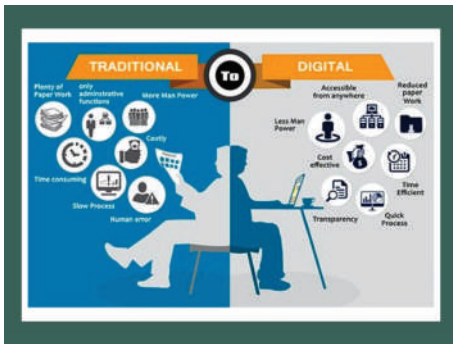 TRADITIONAL
To
DIGITAL
Plenty of
Paper Work
only
adminstrative
functions
More Man Power
Costly
Time consuming
Slow Process
Human error
Accessible
from anywhere
Reduced
paper
Work
Less Man
Power
Cost
effective
Time
Efficient
Transparency
Quick
Process